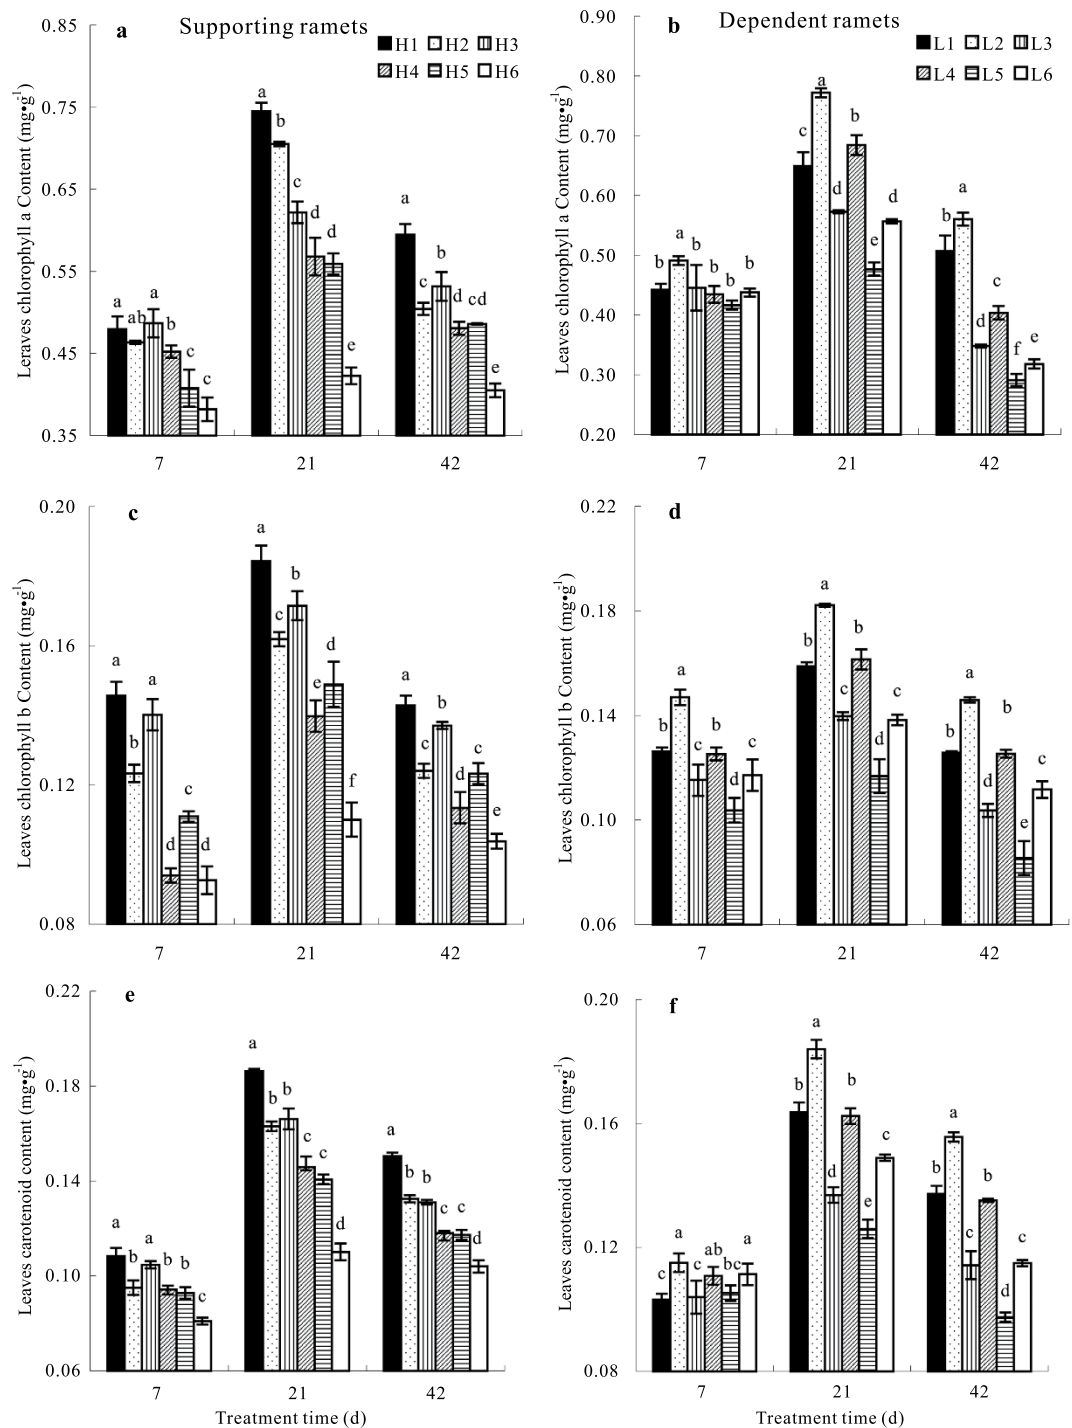 a Supporting ramets
H1 H2 H3
H4 H5 H6
Leraves chlorophyll a Content (mg•g-1)
0.85
0.75
0.65
0.55
0.45
0.35
a ab a b c c
a b c d d e
a c b d cd e
7 21 42
b Dependent ramets
L1 L2 L3
L4 L5 L6
Leaves chlorophyll a Content (mg•g-1)
0.90
0.80
0.70
0.60
0.50
0.40
0.30
0.20
b a b b b b
c a d b e d
b a d c f e
7 21 42
c
Leaves chlorophyll b Content (mg•g-1)
0.20
0.16
0.12
0.08
a b a d c d
a c b e d f
a c b d c e
7 21 42
d
Leaves chlorophyll b Content (mg•g-1)
0.22
0.18
0.14
0.10
0.06
b a c b d c
b a c b d c
b a d b e c
7 21 42
e
Leaves carotenoid content (mg•g-1)
0.22
0.18
0.14
0.10
0.06
a b a b b c
a b b c c d
a b b c c d
7 21 42
Treatment time (d)
f
Leaves carotenoid content (mg•g-1)
0.20
0.16
0.12
0.08
c a c ab bc a
b a d b e c
b a c b d c
7 21 42
Treatment time (d)